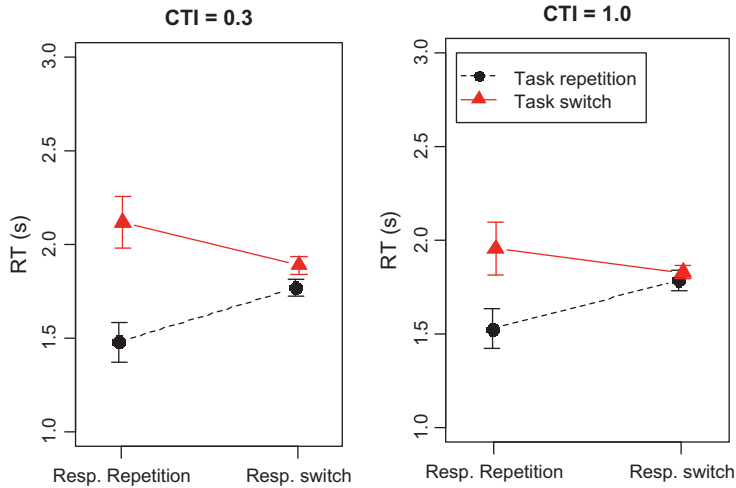 CTI = 0.3
RT (s)
3.0
2.5
2.0
1.5
1.0
Resp. Repetition
Resp. switch
CTI = 1.0
Task repetition
Task switch
RT (s)
3.0
2.5
2.0
1.5
1.0
Resp. Repetition
Resp. switch